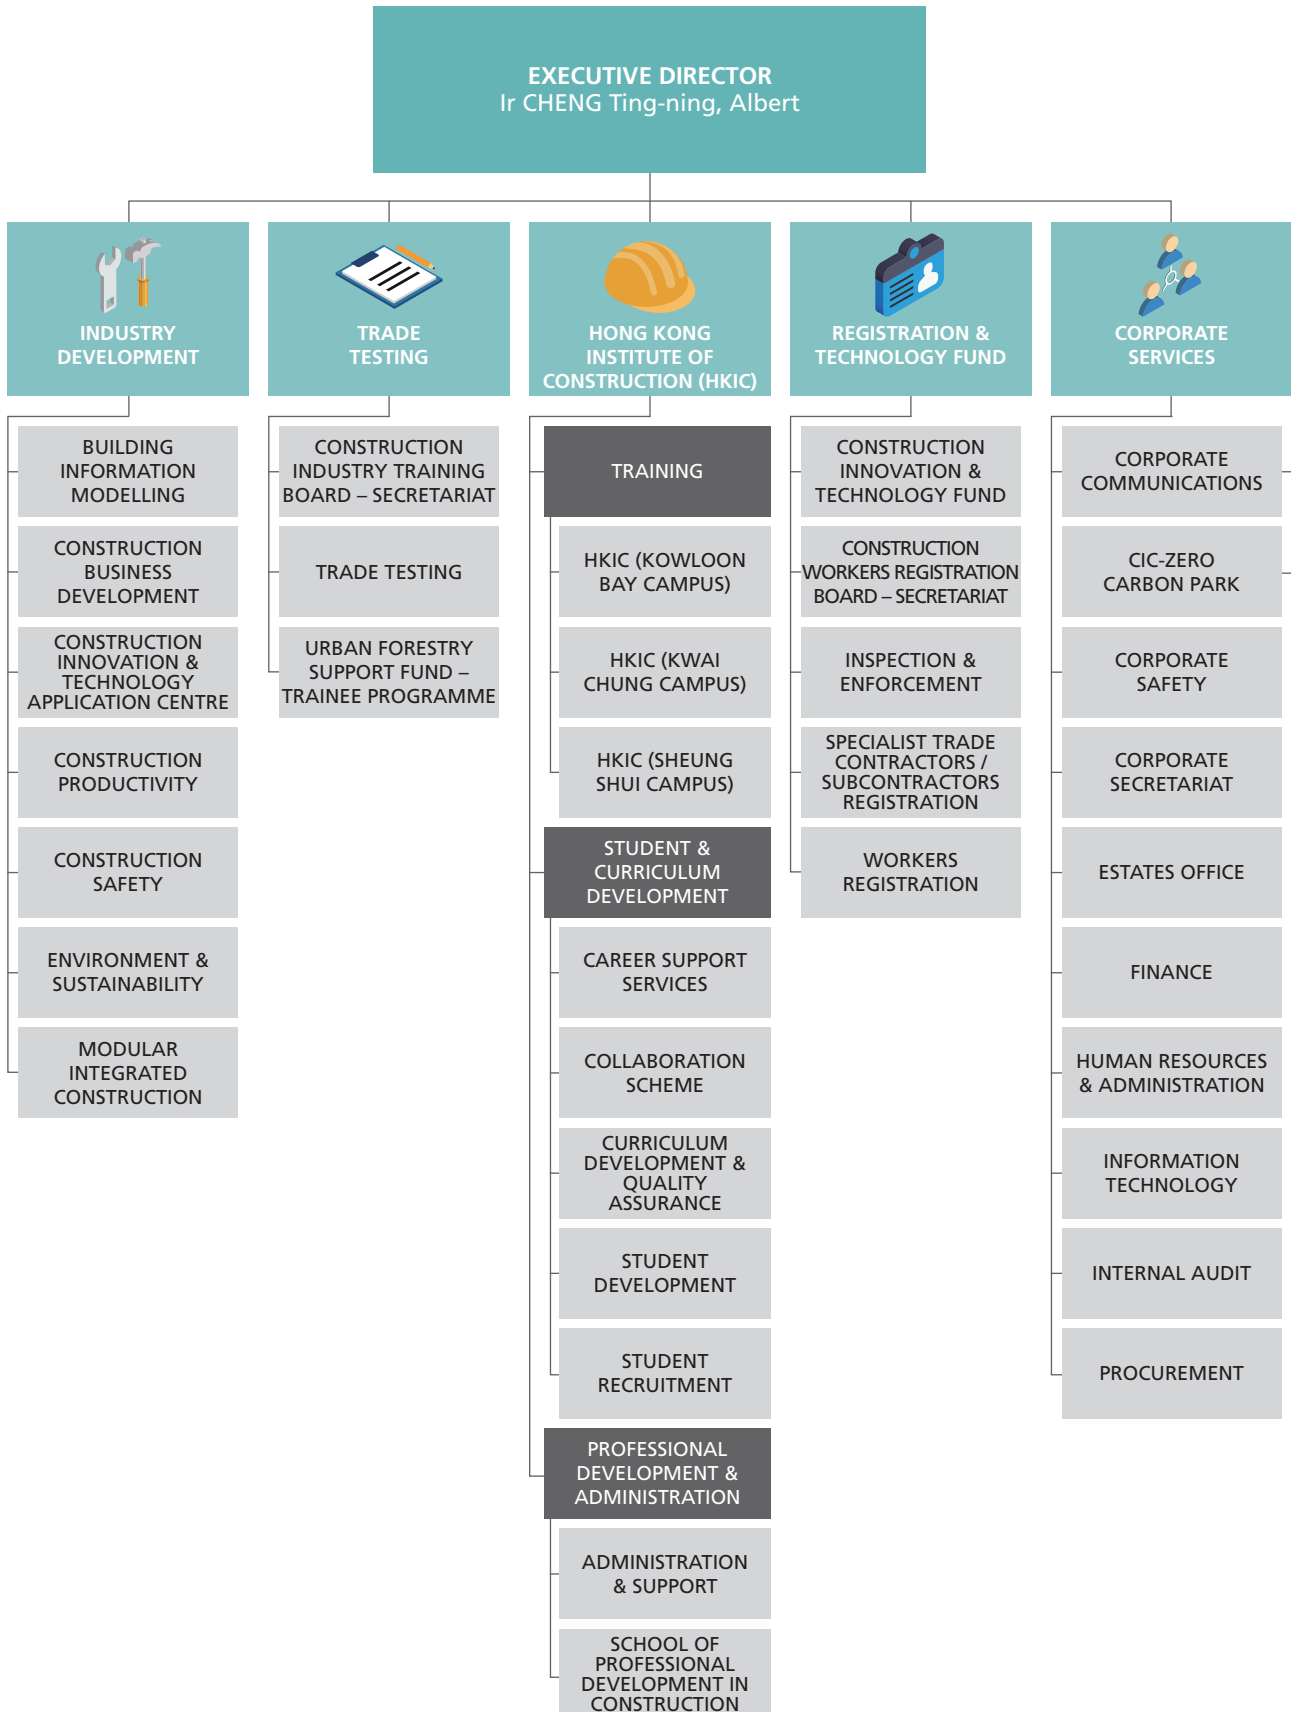 EXECUTIVE DIRECTOR
Ir CHENG Ting-ning, Albert
INDUSTRY
DEVELOPMENT
BUILDING
INFORMATION
MODELLING
CONSTRUCTION
BUSINESS
DEVELOPMENT
CONSTRUCTION
INNOVATION &
TECHNOLOGY
APPLICATION CENTRE
CONSTRUCTION
PRODUCTIVITY
CONSTRUCTION
SAFETY
ENVIRONMENT &
SUSTAINABILITY
MODULAR
INTEGRATED
CONSTRUCTION
TRADE
TESTING
CONSTRUCTION
INDUSTRY TRAINING
BOARD – SECRETARIAT
TRADE TESTING
URBAN FORESTRY
SUPPORT FUND –
TRAINEE PROGRAMME
HONG KONG
INSTITUTE OF
CONSTRUCTION (HKIC)
TRAINING
HKIC (KOWLOON
BAY CAMPUS)
HKIC (KWAI
CHUNG CAMPUS)
HKIC (SHEUNG
SHUI CAMPUS)
STUDENT &
CURRICULUM
DEVELOPMENT
CAREER SUPPORT
SERVICES
COLLABORATION
SCHEME
CURRICULUM
DEVELOPMENT &
QUALITY
ASSURANCE
STUDENT
DEVELOPMENT
STUDENT
RECRUITMENT
PROFESSIONAL
DEVELOPMENT &
ADMINISTRATION
ADMINISTRATION
& SUPPORT
SCHOOL OF
PROFESSIONAL
DEVELOPMENT IN
CONSTRUCTION
REGISTRATION &
TECHNOLOGY FUND
CONSTRUCTION
INNOVATION &
TECHNOLOGY FUND
CONSTRUCTION
WORKERS REGISTRATION
BOARD – SECRETARIAT
INSPECTION &
ENFORCEMENT
SPECIALIST TRADE
CONTRACTORS /
SUBCONTRACTORS
REGISTRATION
WORKERS
REGISTRATION
CORPORATE
SERVICES
CORPORATE
COMMUNICATIONS
CIC-ZERO
CARBON PARK
CORPORATE
SAFETY
CORPORATE
SECRETARIAT
ESTATES OFFICE
FINANCE
HUMAN RESOURCES
& ADMINISTRATION
INFORMATION
TECHNOLOGY
INTERNAL AUDIT
PROCUREMENT